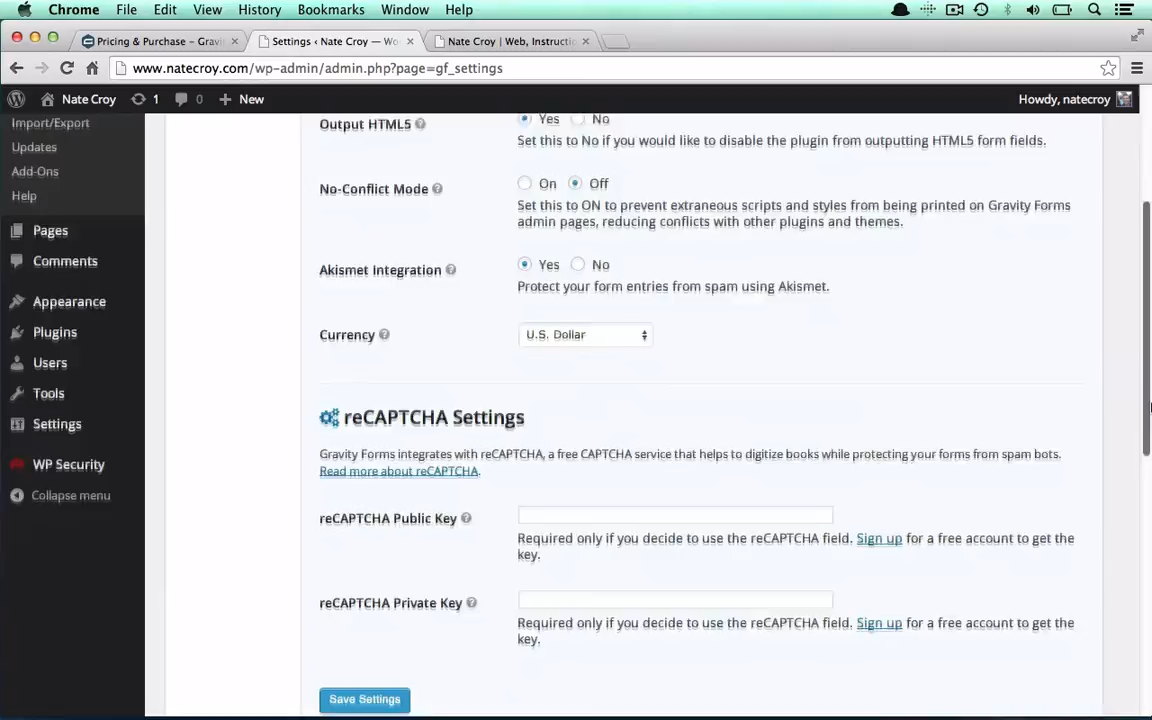 Chrome File Edit View History Bookmarks Window Help
Pricing & Purchase - Gravi
Settings ‹ Nate Croy — Wo
Nate Croy | Web, Instructi
www.natecroy.com/wp-admin/admin.php?page=gf_settings
Nate Croy 1 0 New Howdy, natecroy
Import/Export
Updates
Add-Ons
Help
Pages
Comments
Appearance
Plugins
Users
Tools
Settings
WP Security
Collapse menu
Output HTML5 Yes No
Set this to No if you would like to disable the plugin from outputting HTML5 form fields.
No-Conflict Mode On Off
Set this to ON to prevent extraneous scripts and styles from being printed on Gravity Forms
admin pages, reducing conflicts with other plugins and themes.
Akismet Integration Yes No
Protect your form entries from spam using Akismet.
Currency U.S. Dollar
reCAPTCHA Settings
Gravity Forms integrates with reCAPTCHA, a free CAPTCHA service that helps to digitize books while protecting your forms from spam bots.
Read more about reCAPTCHA.
reCAPTCHA Public Key
Required only if you decide to use the reCAPTCHA field. Sign up for a free account to get the
key.
reCAPTCHA Private Key
Required only if you decide to use the reCAPTCHA field. Sign up for a free account to get the
key.
Save Settings